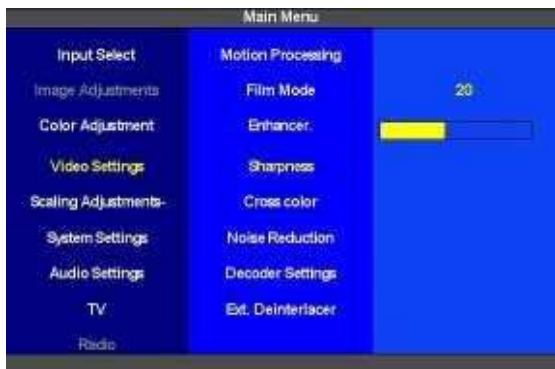 Main Menu
Input Select
Image Adjustments
Color Adjustment
Video Settings
Scaling Adjustments-
System Settings
Audio Settings
TV
Radio
Motion Processing
Film Mode
Enhancer.
Sharpness
Cross color
Noise Reduction
Decoder Settings
Ext. Deinterlacer
20